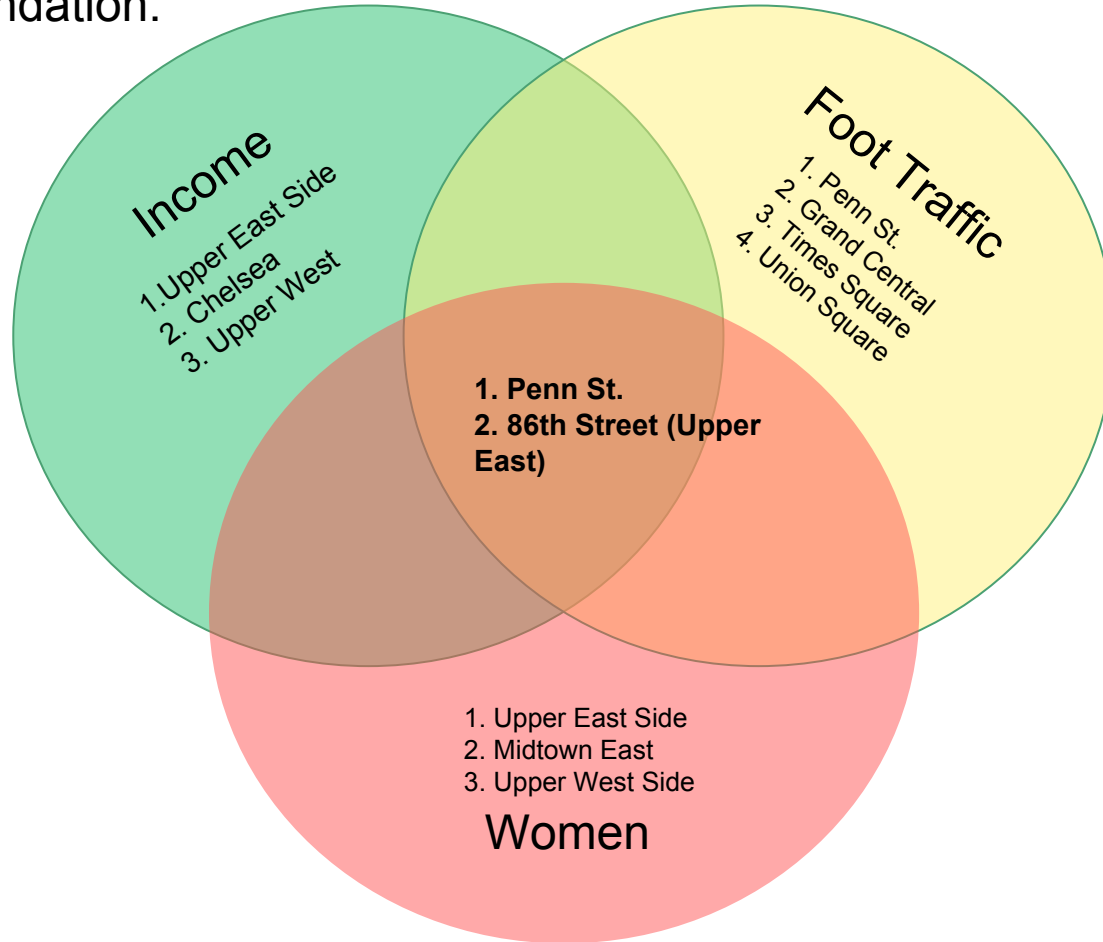 ndation.
Income
1.Upper East Side
2. Chelsea
3. Upper West
Foot Traffic
1. Penn St.
2. Grand Central
3. Times Square
4. Union Square
1. Penn St.
2. 86th Street (Upper
East)
1. Upper East Side
2. Midtown East
3. Upper West Side
Women